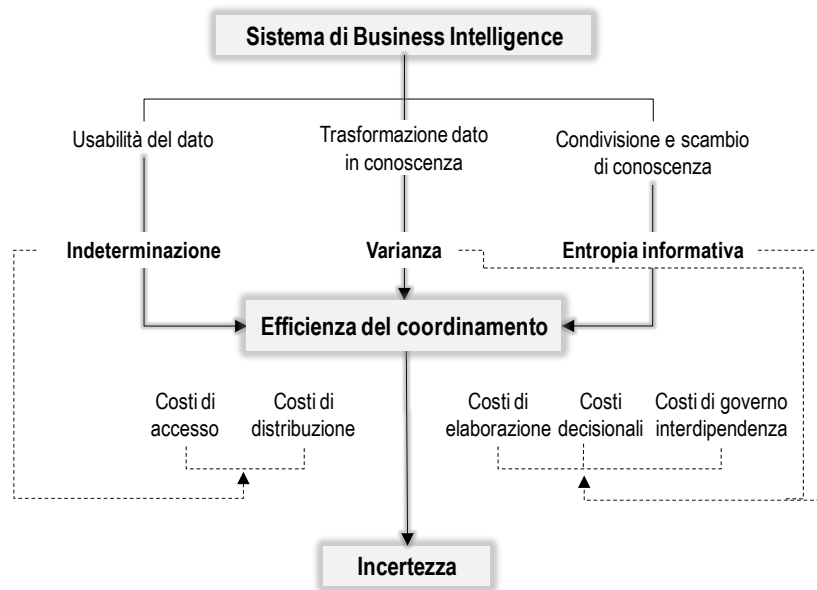 Sistema di Business Intelligence
Usabilità del dato
Trasformazione dato
in conoscenza
Condivisione e scambio
di conoscenza
Indeterminazione
Varianza
Entropia informativa
Efficienza del coordinamento
Costi di
accesso
Costi di
distribuzione
Costi di
elaborazione
Costi
decisionali
Costi di governo
interdipendenza
Incertezza